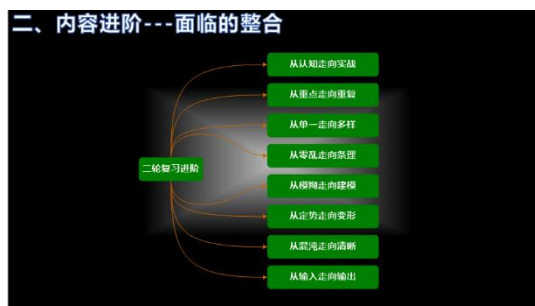 二、内容进阶---面临的整合
从认知走向实战
从重点走向重复
从单一走向多样
从零乱走向条理
二轮复习进阶
从模糊走向建模
从定势走向变形
从混沌走向清晰
从输入走向输出